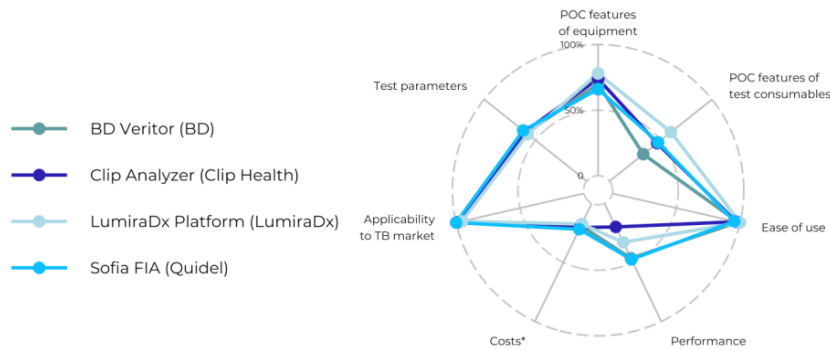 POC features
of equipment
100%
POC features of
test consumables
Test parameters
50%
BD Veritor (BD)
Clip Analyzer (Clip Health)
0
LumiraDx Platform (LumiraDx)
Applicability
to TB market
Ease of use
Sofia FIA (Quidel)
Costs*
Performance